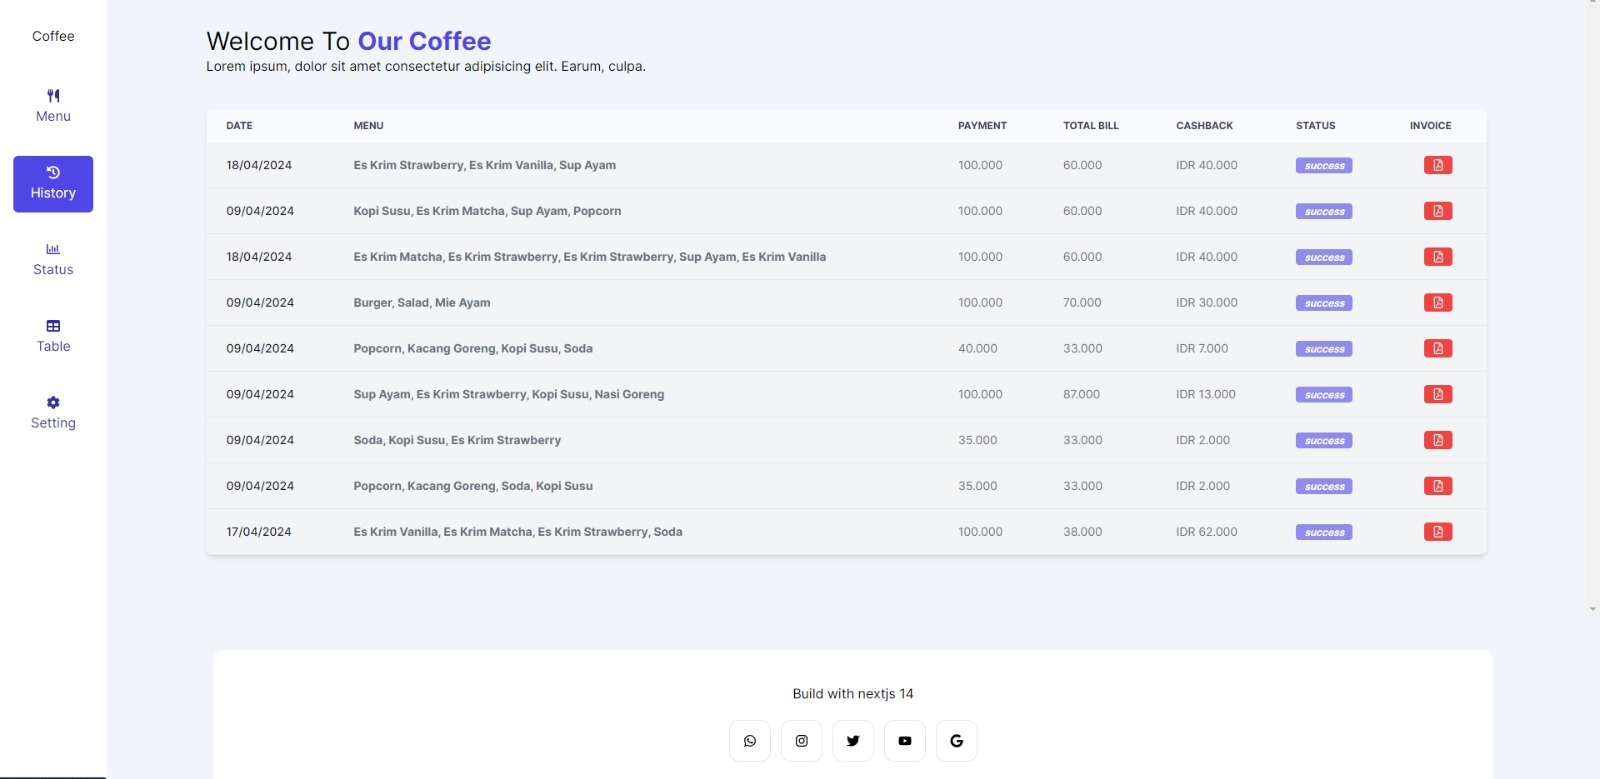 Coffee
Menu
History
Status
Table
Setting
Welcome To Our Coffee
Lorem ipsum, dolor sit amet consectetur adipisicing elit. Earum, culpa.
DATE MENU PAYMENT TOTAL BILL CASHBACK STATUS INVOICE
18/04/2024 Es Krim Strawberry, Es Krim Vanilla, Sup Ayam 100.000 60.000 IDR 40.000 success
09/04/2024 Kopi Susu, Es Krim Matcha, Sup Ayam, Popcorn 100.000 60.000 IDR 40.000 success
18/04/2024 Es Krim Matcha, Es Krim Strawberry, Es Krim Strawberry, Sup Ayam, Es Krim Vanilla 100.000 60.000 IDR 40.000 success
09/04/2024 Burger, Salad, Mie Ayam 100.000 70.000 IDR 30.000 success
09/04/2024 Popcorn, Kacang Goreng, Kopi Susu, Soda 40.000 33.000 IDR 7.000 success
09/04/2024 Sup Ayam, Es Krim Strawberry, Kopi Susu, Nasi Goreng 100.000 87.000 IDR 13.000 success
09/04/2024 Soda, Kopi Susu, Es Krim Strawberry 35.000 33.000 IDR 2.000 success
09/04/2024 Popcorn, Kacang Goreng, Soda, Kopi Susu 35.000 33.000 IDR 2.000 success
17/04/2024 Es Krim Vanilla, Es Krim Matcha, Es Krim Strawberry, Soda 100.000 38.000 IDR 62.000 success
Build with nextjs 14